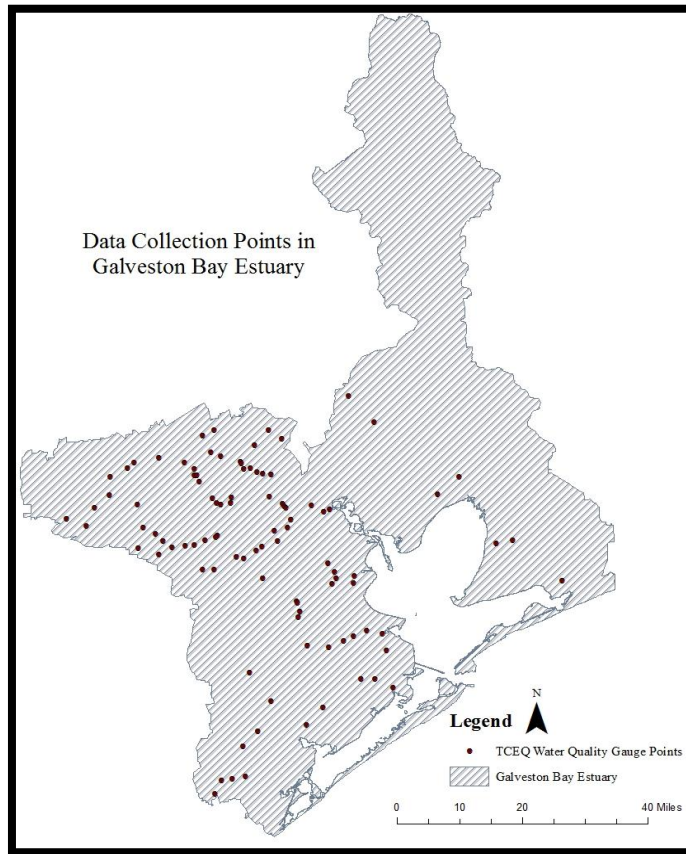 Data Collection Points in
Galveston Bay Estuary
N
Legend
TCEQ Water Quality Gauge Points
Galveston Bay Estuary
0 10 20 40 Miles